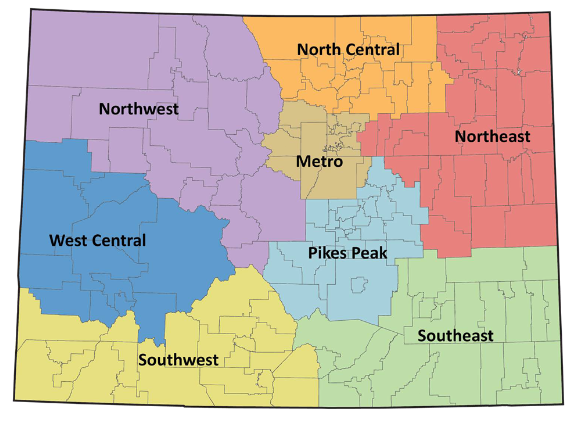 North Central
Northwest
Northeast
Metro
West Central
Pikes Peak
Southeast
Southwest